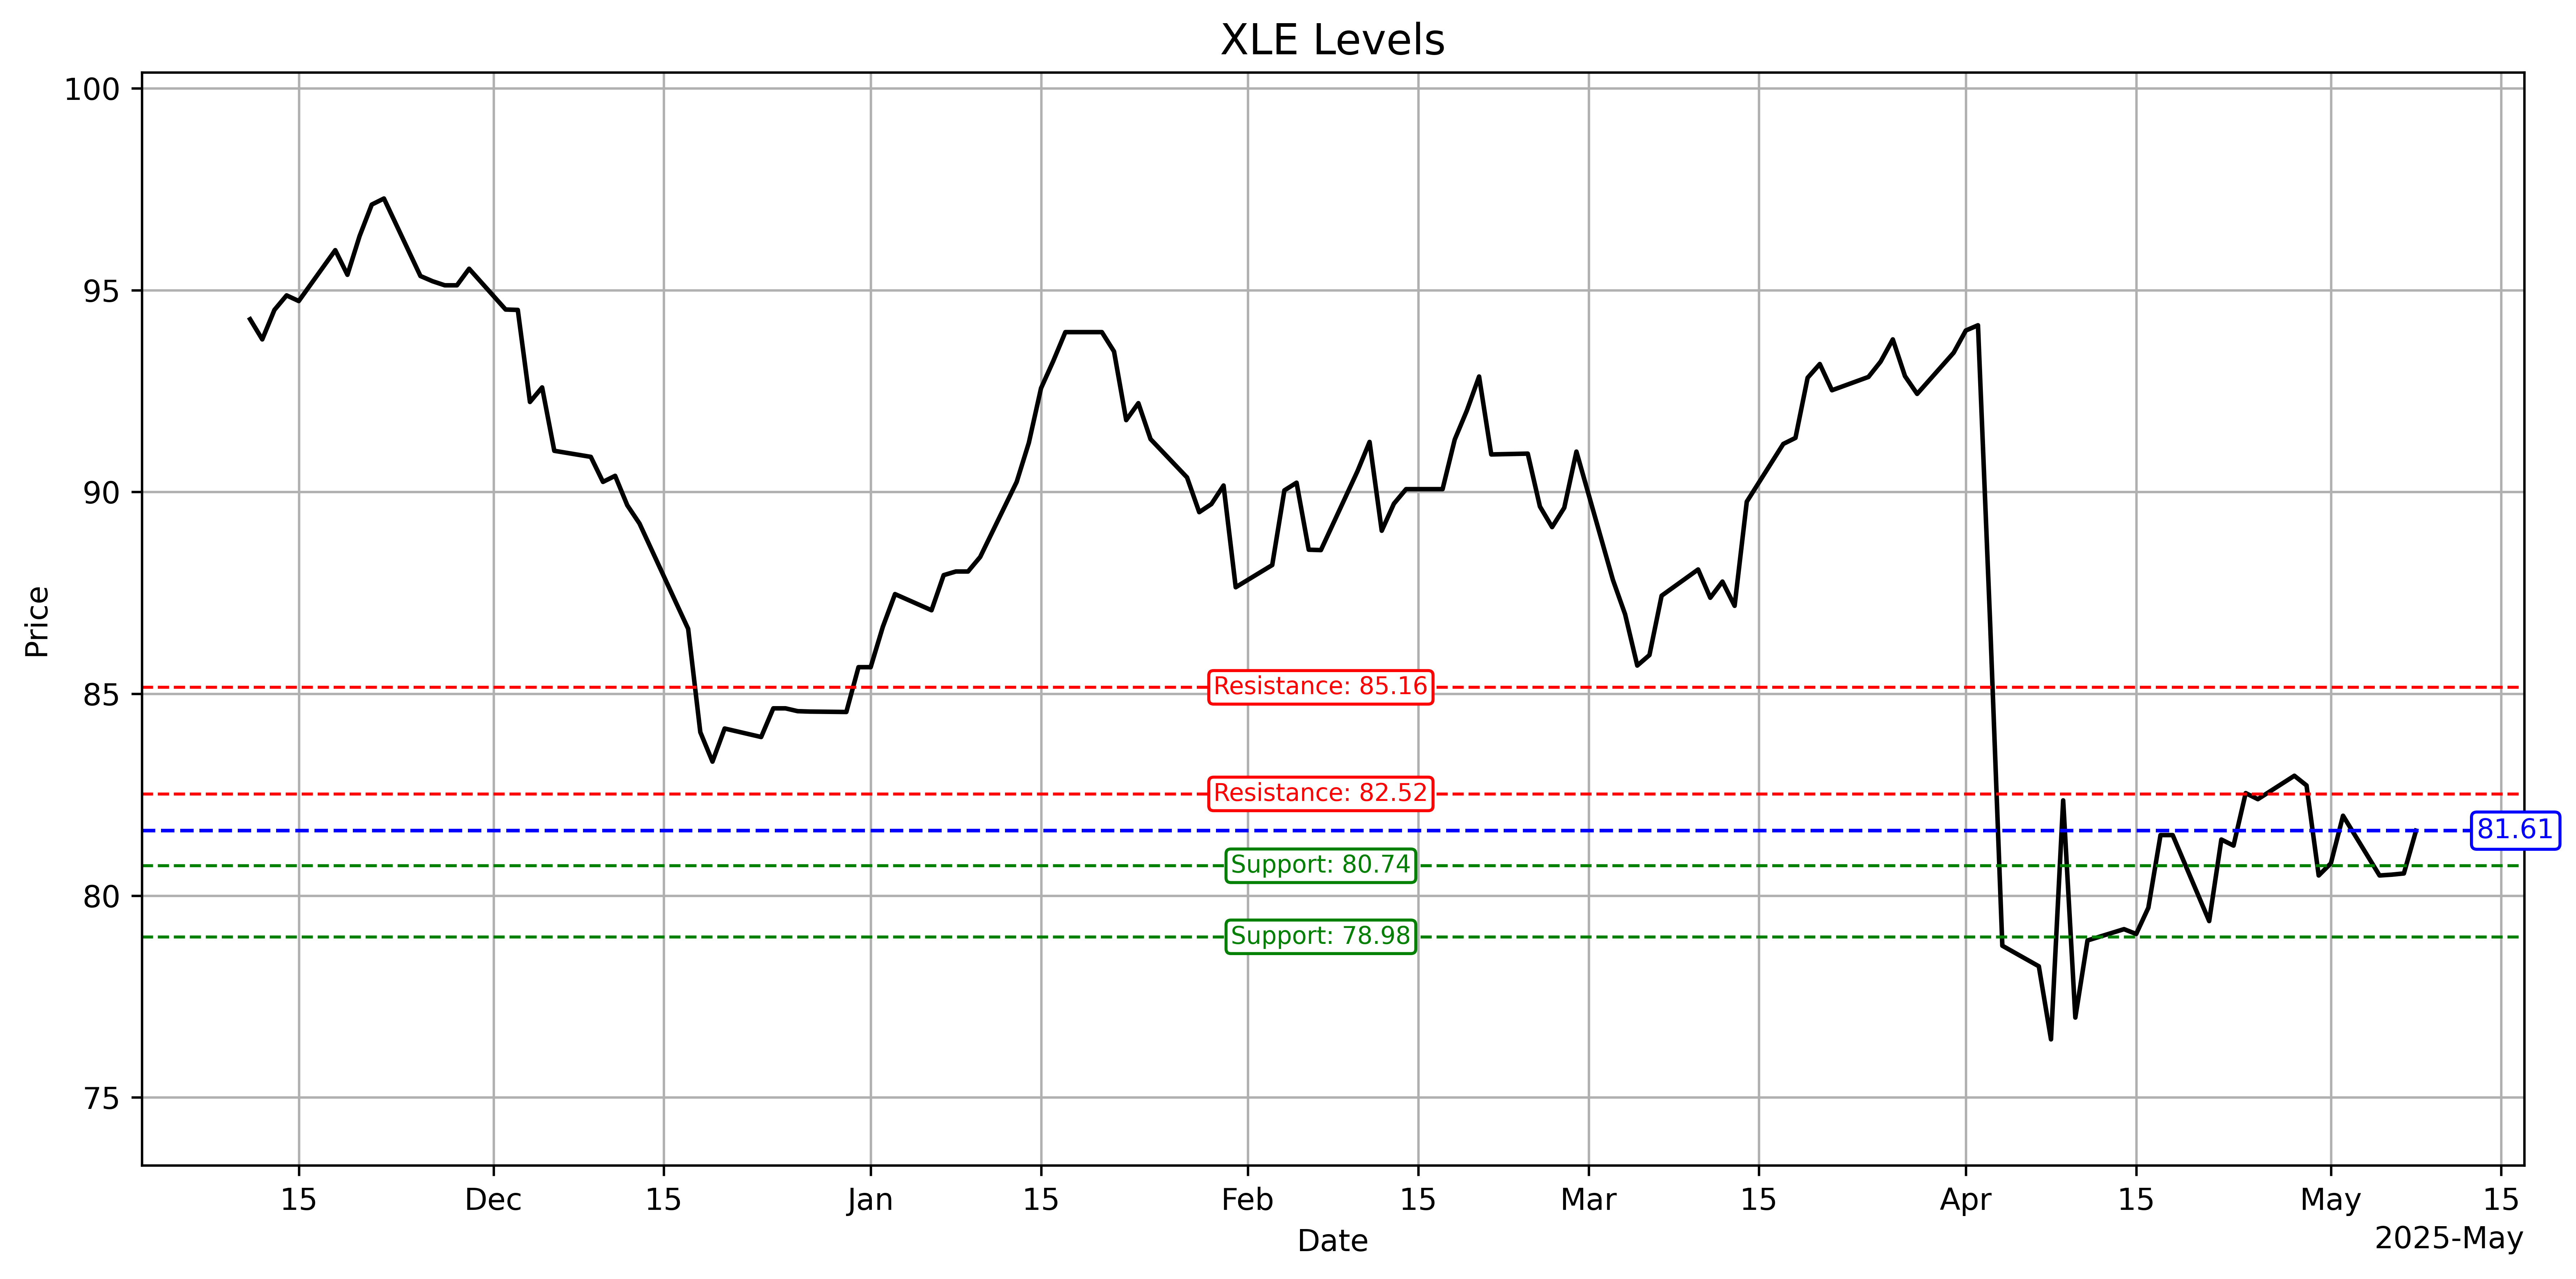 XLE Levels
100
95
90
85
80
75
Price
Resistance: 85.16
Resistance: 82.52
81.61
Support: 80.74
Support: 78.98
15 Dec 15 Jan 15 Feb 15 Mar 15 Apr 15 May 15
Date
2025-May